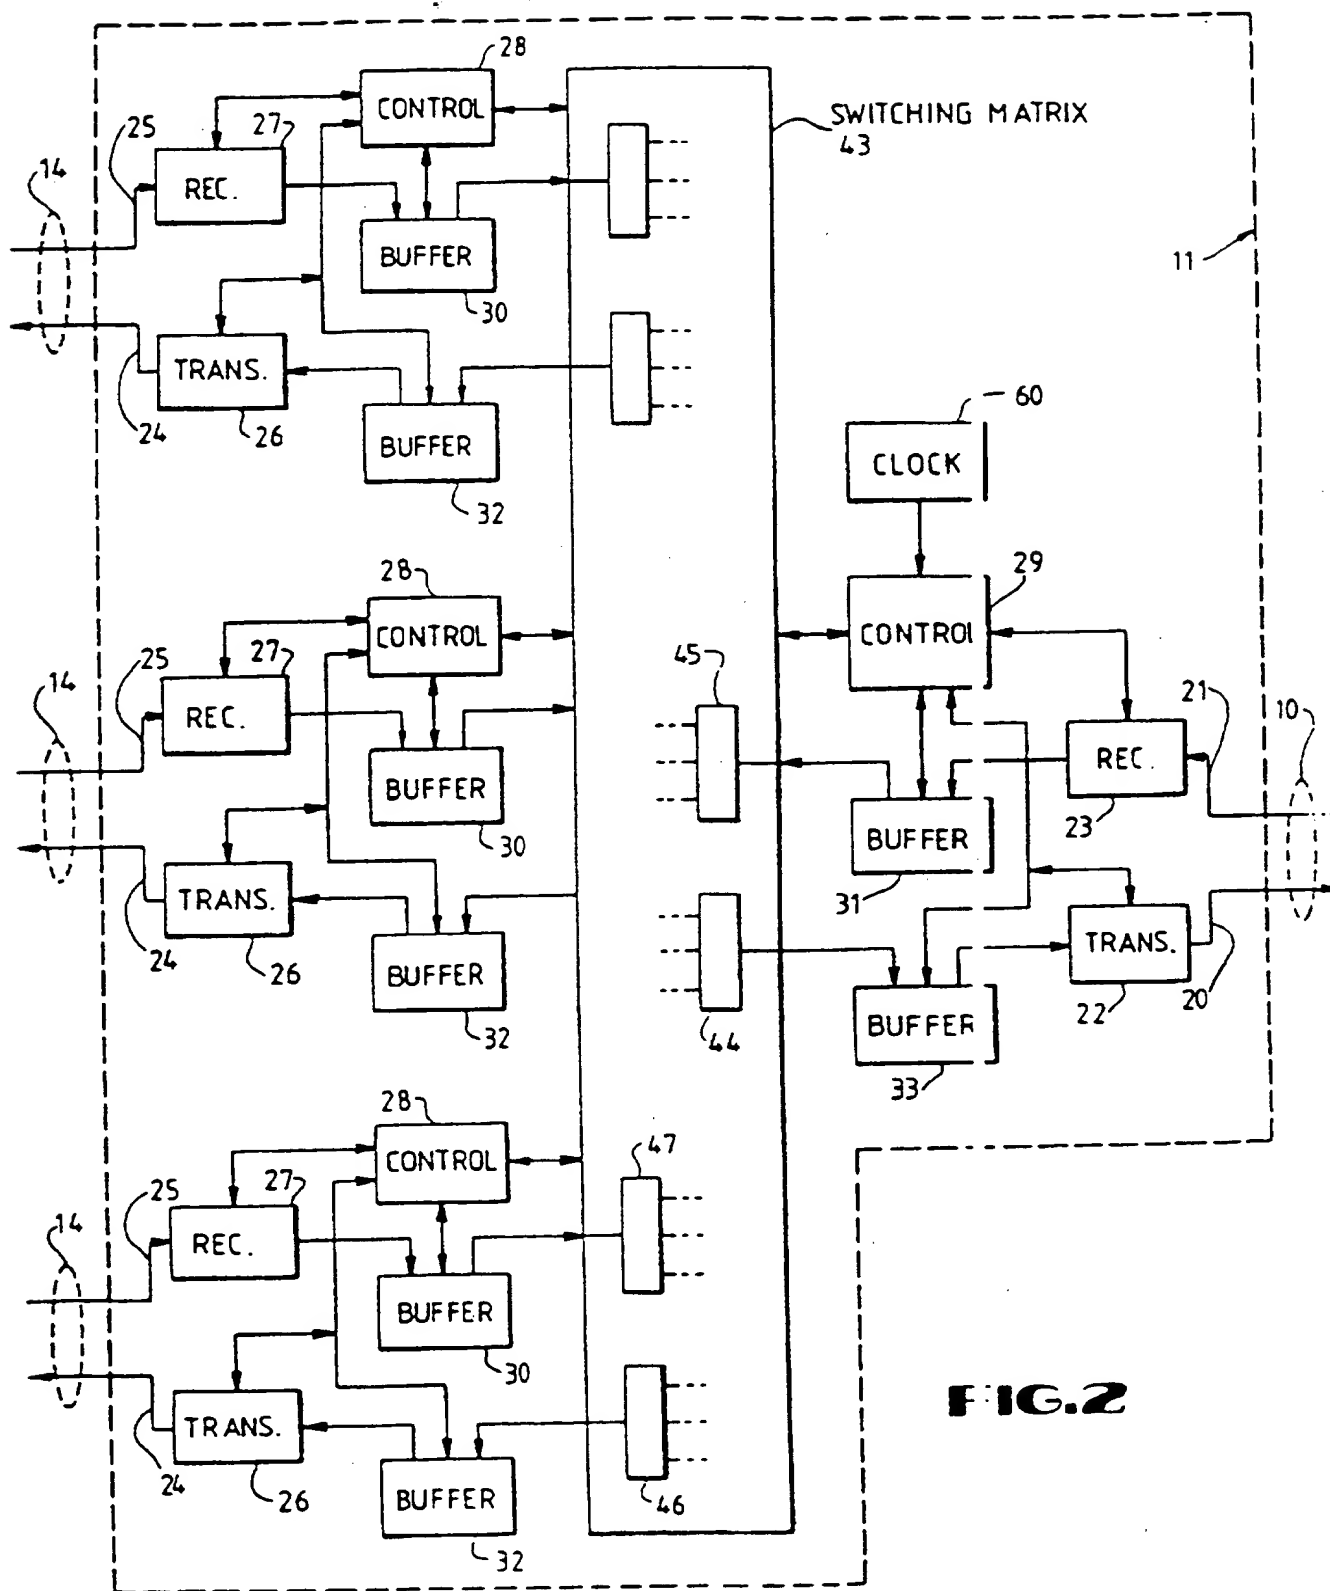 28
CONTROL
SWITCHING MATRIX
43
25
27
14
REC.
BUFFER
30
11
TRANS.
24
26
BUFFER
32
60
CLOCK
28
CONTROL
29
CONTROL
25
27
14
REC.
45
21
10
REC.
23
BUFFER
30
BUFFER
31
TRANS.
24
26
BUFFER
32
44
TRANS.
22
20
BUFFER
33
28
CONTROL
47
25
27
14
REC.
BUFFER
30
TRANS.
24
26
46
BUFFER
32
FIG.2